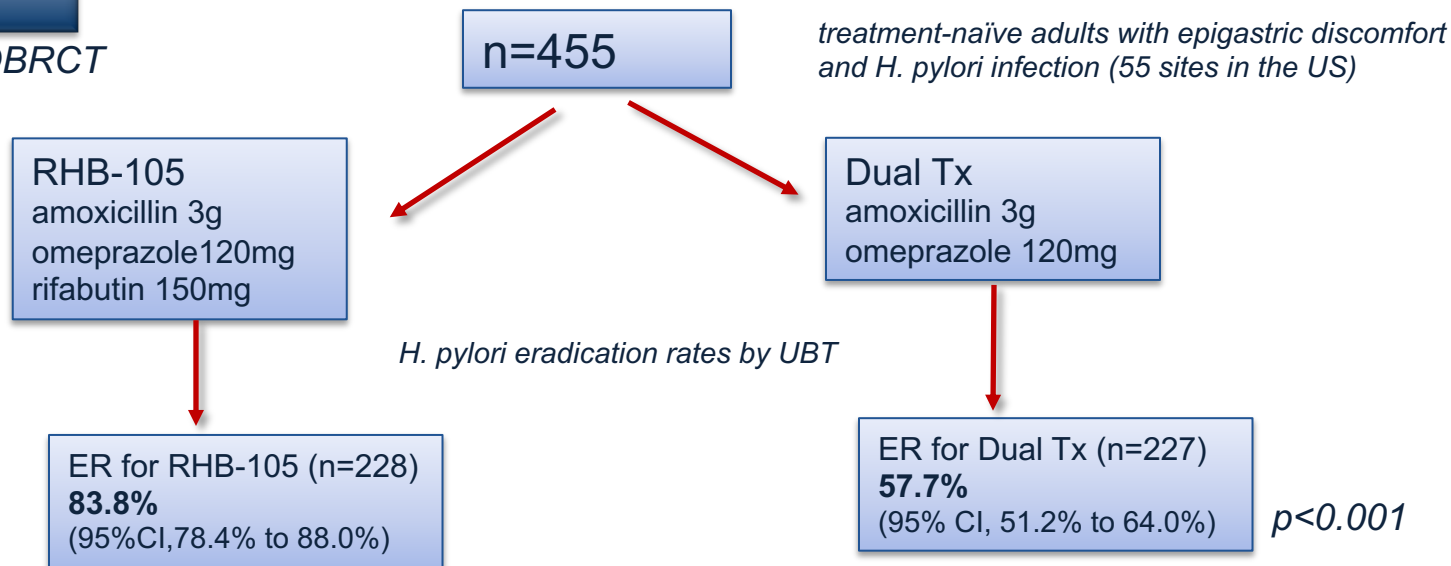 n=455
treatment-naïve adults with epigastric discomfort
and H. pylori infection (55 sites in the US)
RHB-105
amoxicillin 3g
omeprazole120mg
rifabutin 150mg
Dual Tx
amoxicillin 3g
omeprazole 120mg
H. pylori eradication rates by UBT
ER for RHB-105 (n=228)
83.8%
(95%CI,78.4% to 88.0%)
ER for Dual Tx (n=227)
57.7%
(95% CI, 51.2% to 64.0%)
p<0.001